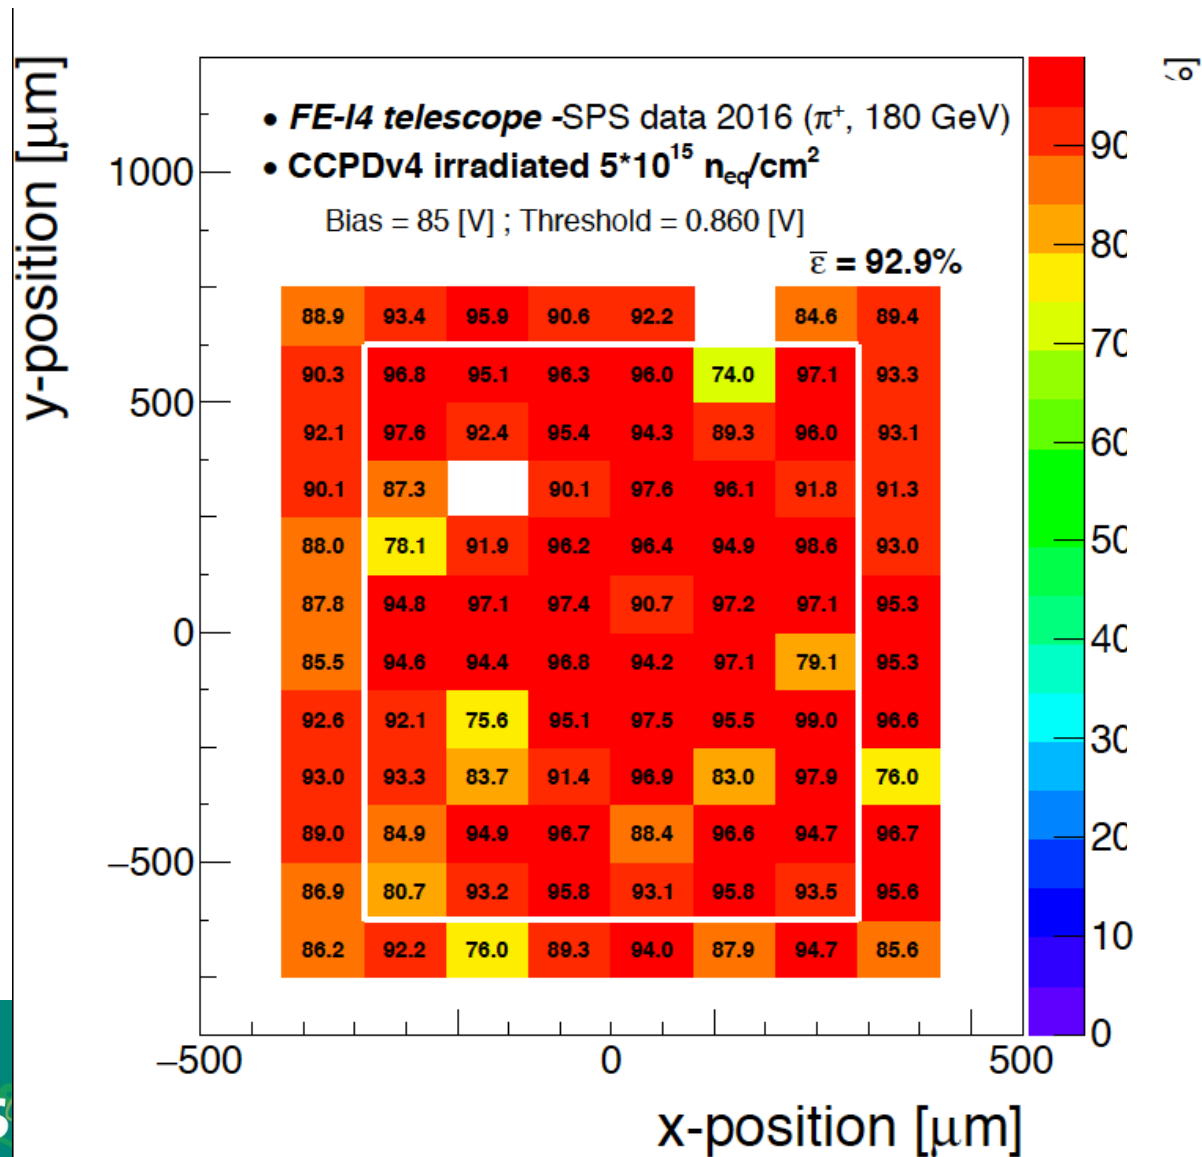 y-position [μm]
%]
• FE-I4 telescope -SPS data 2016 (π⁺, 180 GeV)
• CCPDv4 irradiated 5*10¹⁵ nₑq/cm²
Bias = 85 [V] ; Threshold = 0.860 [V]
ε̅ = 92.9%
1000
500
0
−500
88.9 93.4 95.9 90.6 92.2 84.6 89.4
90.3 96.8 95.1 96.3 96.0 74.0 97.1 93.3
92.1 97.6 92.4 95.4 94.3 89.3 96.0 93.1
90.1 87.3 90.1 97.6 96.1 91.8 91.3
88.0 78.1 91.9 96.2 96.4 94.9 98.6 93.0
87.8 94.8 97.1 97.4 90.7 97.2 97.1 95.3
85.5 94.6 94.4 96.8 94.2 97.1 79.1 95.3
92.6 92.1 75.6 95.1 97.5 95.5 99.0 96.6
93.0 93.3 83.7 91.4 96.9 83.0 97.9 76.0
89.0 84.9 94.9 96.7 88.4 96.6 94.7 96.7
86.9 80.7 93.2 95.8 93.1 95.8 93.5 95.6
86.2 92.2 76.0 89.3 94.0 87.9 94.7 85.6
90
80
70
60
50
40
30
20
10
0
−500 0 500
x-position [μm]
s